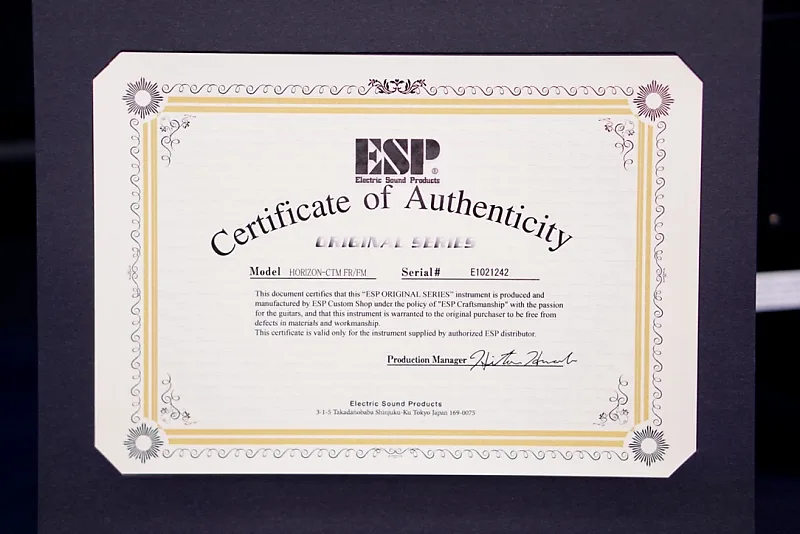 ESP®
Electric Sound Products
Certificate of Authenticity
ORIGINAL SERIES
Model HORIZON-CTM FR/FM Serial# E1021242
This document certifies that this "ESP ORIGINAL SERIES" instrument is produced and
manufactured by ESP Custom Shop under the policy of "ESP Craftsmanship" with the passion
for the guitars, and that this instrument is warranted to the original purchaser to be free from
defects in materials and workmanship.
This certificate is valid only for the instrument supplied by authorized ESP distributor.
Production Manager
Electric Sound Products
3-1-5 Takadanobaba Shinjuku-Ku Tokyo Japan 169-0075